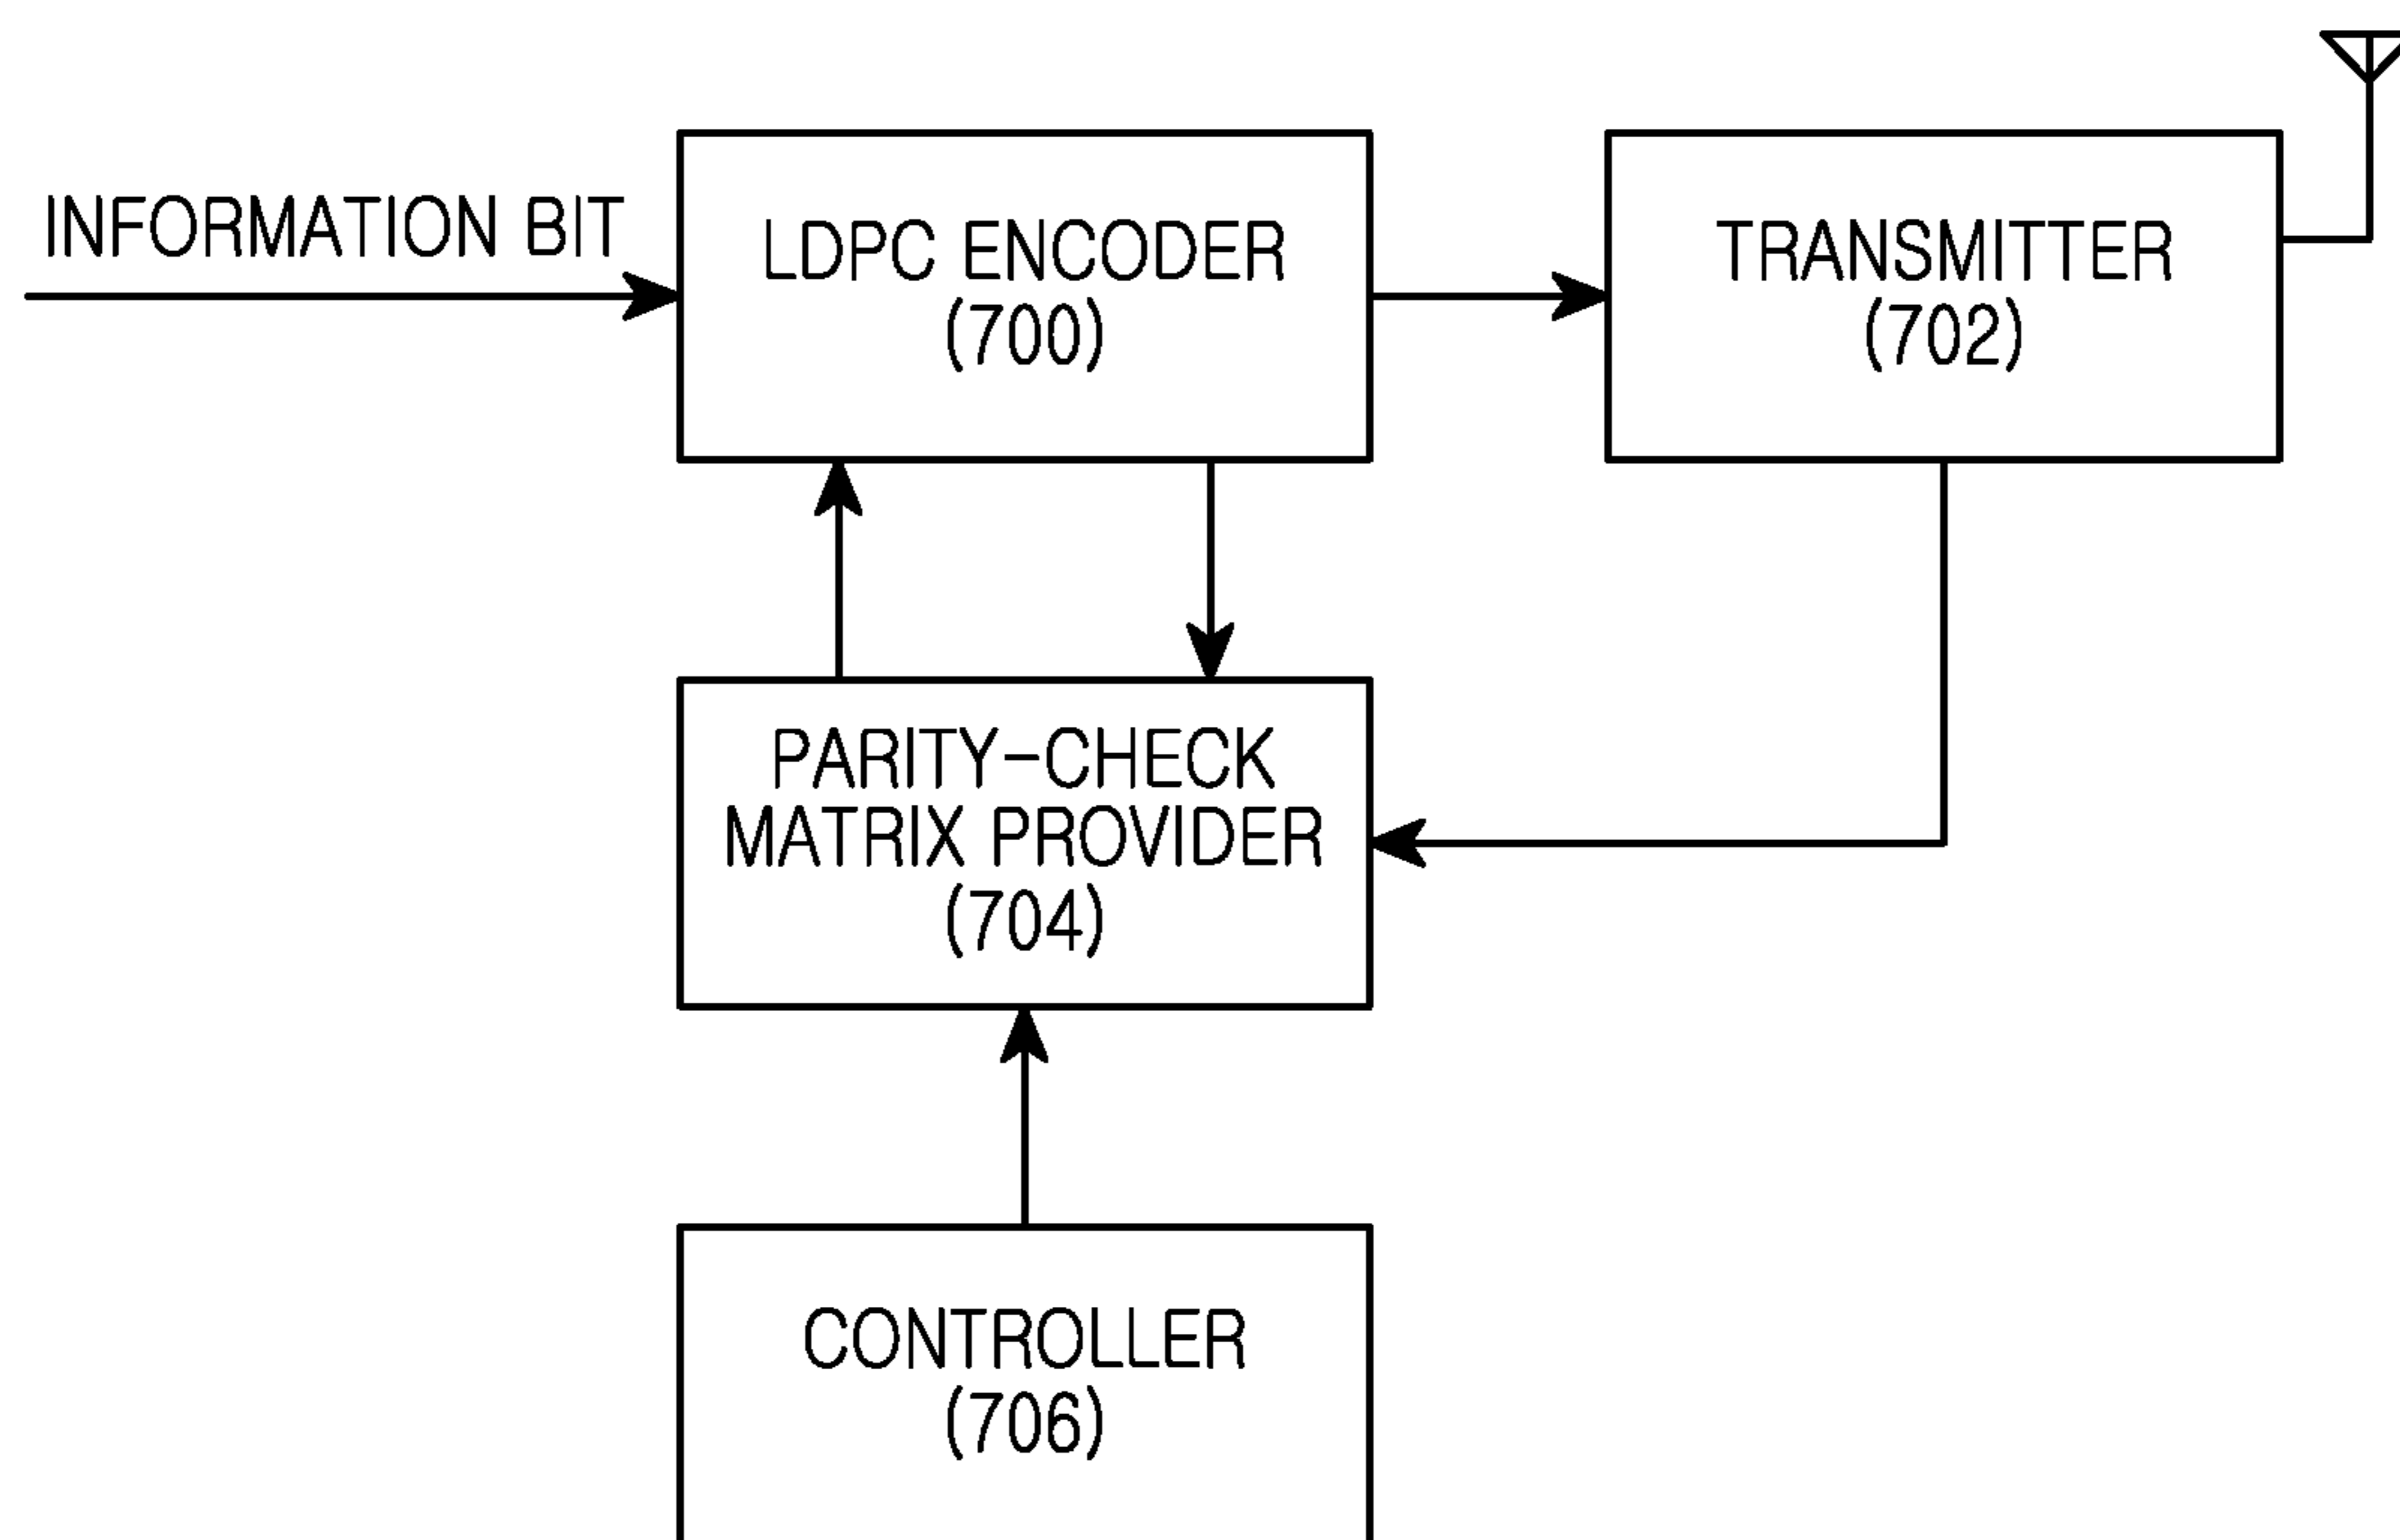 INFORMATION BIT
LDPC ENCODER
(700)
TRANSMITTER
(702)
PARITY-CHECK
MATRIX PROVIDER
(704)
CONTROLLER
(706)